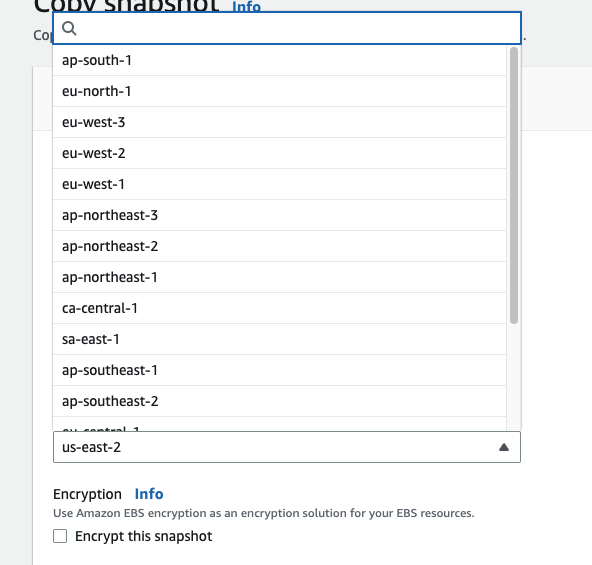 Copy snapshot Info
ap-south-1
eu-north-1
eu-west-3
eu-west-2
eu-west-1
ap-northeast-3
ap-northeast-2
ap-northeast-1
ca-central-1
sa-east-1
ap-southeast-1
ap-southeast-2
eu-central-1
us-east-2
Encryption Info
Use Amazon EBS encryption as an encryption solution for your EBS resources.
Encrypt this snapshot